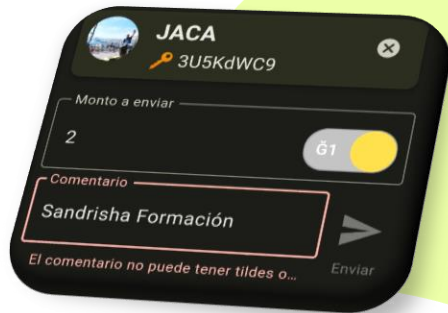 JACA
3U5KdWC9
Monto a enviar
2
Ğ1
Comentario
Sandrisha Formación
El comentario no puede tener tildes o...
Enviar